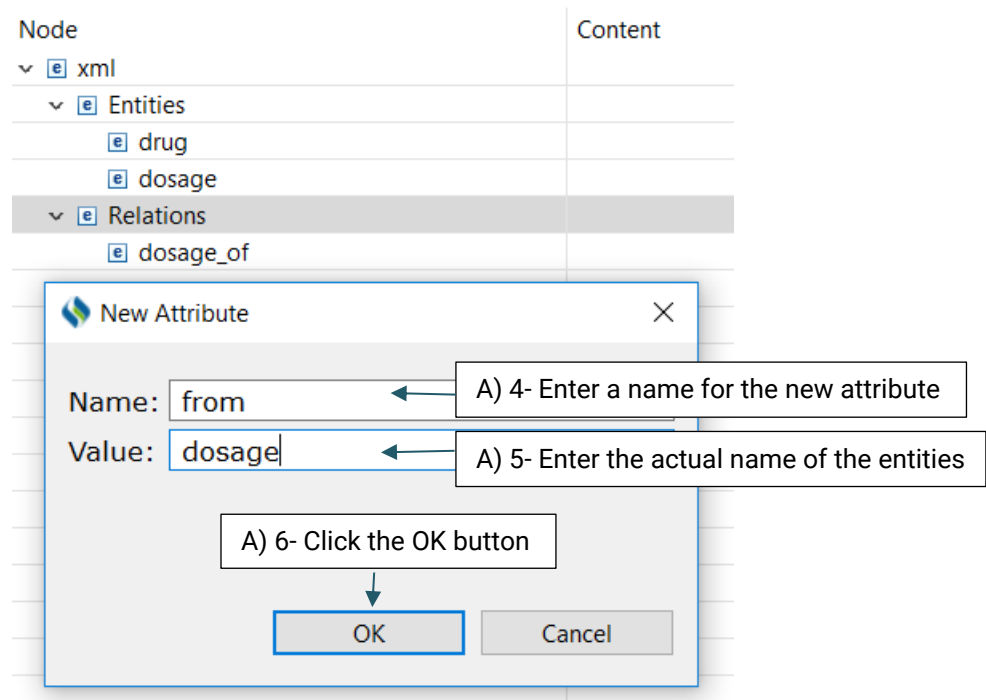 Node Content
e xml
e Entities
e drug
e dosage
e Relations
e dosage_of
New Attribute
Name: from
A) 4- Enter a name for the new attribute
Value: dosage
A) 5- Enter the actual name of the entities
A) 6- Click the OK button
OK Cancel